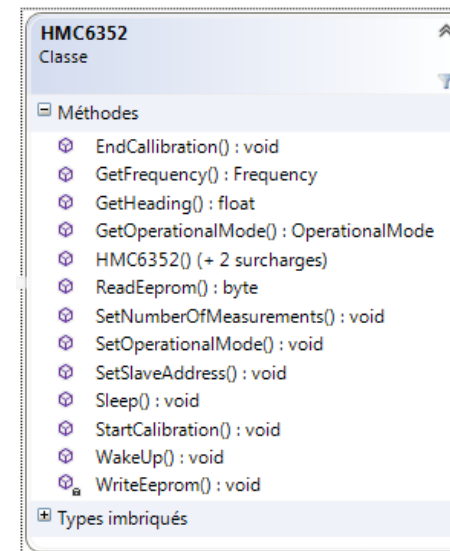 HMC6352
Classe
Méthodes
EndCallibration() : void
GetFrequency() : Frequency
GetHeading() : float
GetOperationalMode() : OperationalMode
HMC6352() (+ 2 surcharges)
ReadEeprom() : byte
SetNumberOfMeasurements() : void
SetOperationalMode() : void
SetSlaveAddress() : void
Sleep() : void
StartCalibration() : void
WakeUp() : void
WriteEeprom() : void
Types imbriqués